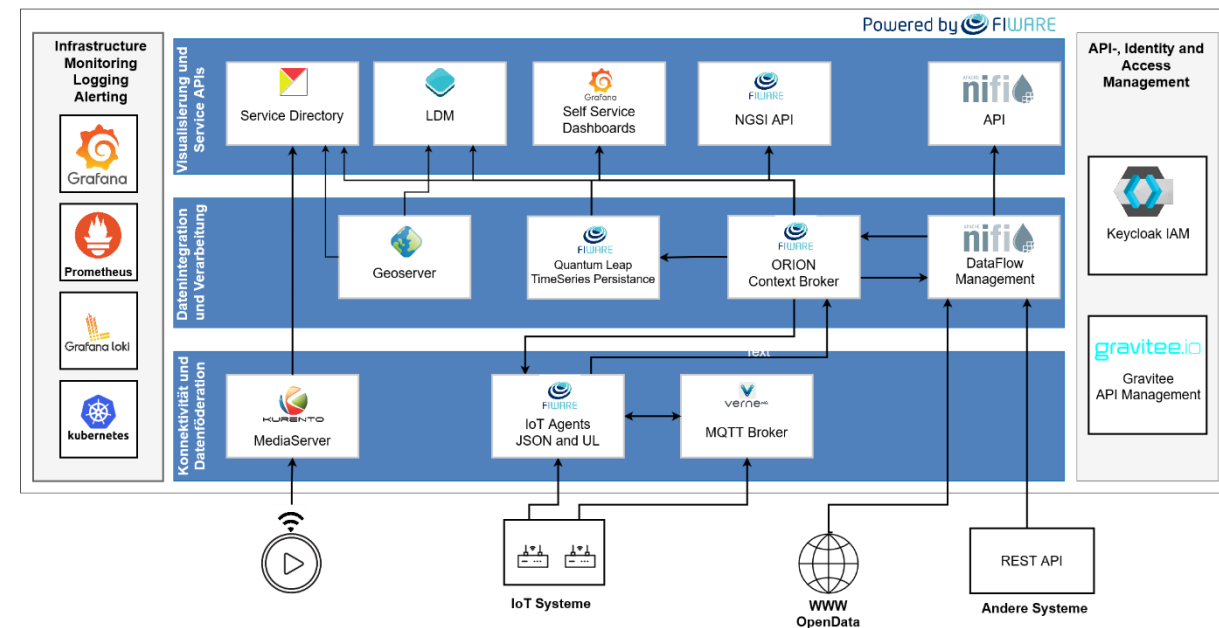 Powered by FIWARE
Infrastructure
Monitoring
Logging
Alerting
Grafana
Prometheus
Grafana loki
kubernetes
Visualisierung und
Service APIs
Service Directory
LDM
Grafana
Self Service
Dashboards
FIWARE
NGSI API
nifi
API
Datenintegration
und Verarbeitung
Geoserver
FIWARE
Quantum Leap
TimeSeries Persistance
FIWARE
ORION
Context Broker
nifi
DataFlow
Management
Text
Konnektivität und
Datenföderation
KURENTO
MediaServer
FIWARE
IoT Agents
JSON and UL
verne
MQTT Broker
API-, Identity and
Access
Management
Keycloak IAM
gravitee.io
Gravitee
API Management
IoT Systeme
WWW
OpenData
REST API
Andere Systeme